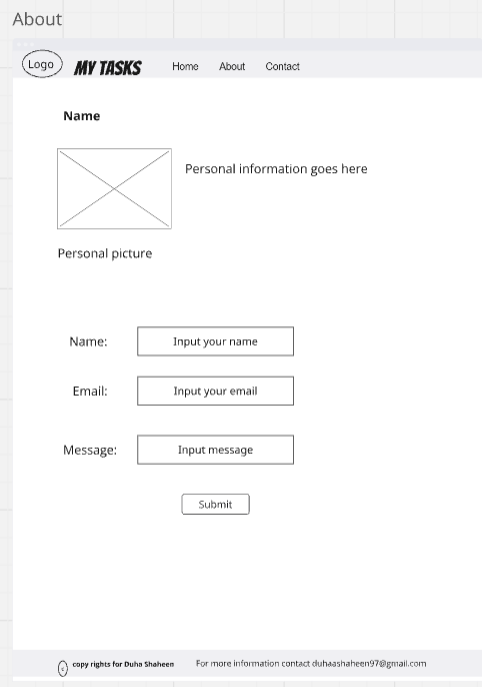 About
Logo MY TASKS Home About Contact
Name
Personal information goes here
Personal picture
Name: Input your name
Email: Input your email
Message: Input message
Submit
c copy rights for Duha Shaheen For more information contact duhaashaheen97@gmail.com